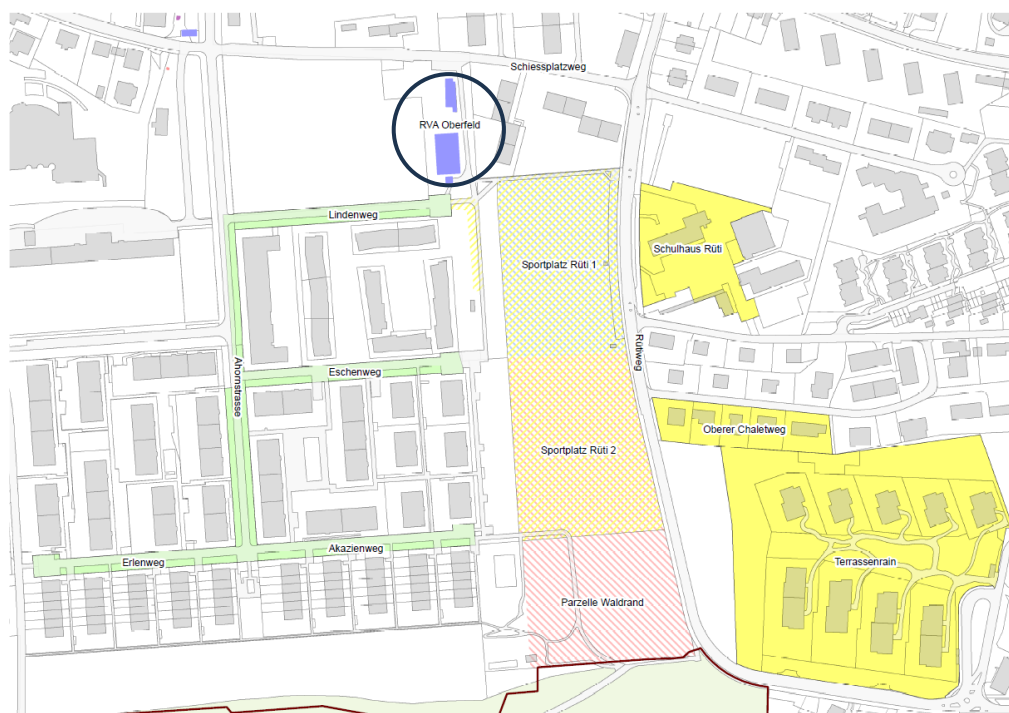 Schiessplatzweg
RVA Oberfeld
Lindenweg
Schulhaus Rüti
Sportplatz Rüti 1
Rütiweg
Ahornstrasse
Eschenweg
Oberer Chaletweg
Sportplatz Rüti 2
Akazienweg
Erlenweg
Terrassenrain
Parzelle Waldrand